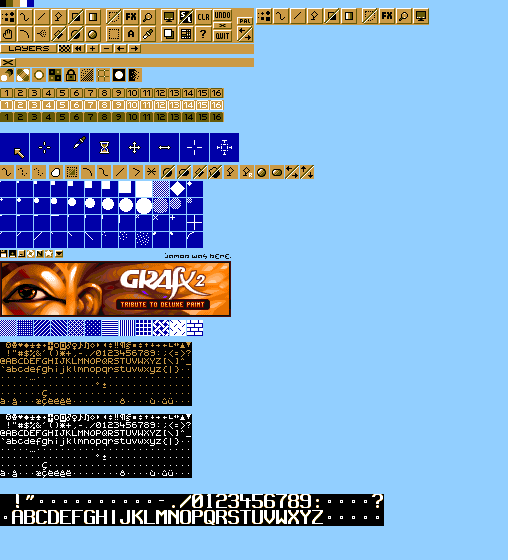 FX CLR UNDO PAL FX
A ? QUIT
LAYERS A
1 2 3 4 5 6 7 8 9 10 11 12 13 14 15 16
1 2 3 4 5 6 7 8 9 10 11 12 13 14 15 16
1 2 3 4 5 6 7 8 9 10 11 12 13 14 15 16
ilmoo was here.
GRAFX2
TRIBUTE TO DELUXE PAINT
!"#$%&'()*+,-./0123456789:;<=>?
@ABCDEFGHIJKLMNOPQRSTUVWXYZ[\]^_
`abcdefghijklmnopqrstuvwxyz{|}~
!"#$%&'()*+,-./0123456789:;<=>?
@ABCDEFGHIJKLMNOPQRSTUVWXYZ[\]^_
`abcdefghijklmnopqrstuvwxyz{|}~
!"··········-./0123456789:····?
·ABCDEFGHIJKLMNOPQRSTUVWXYZ·····